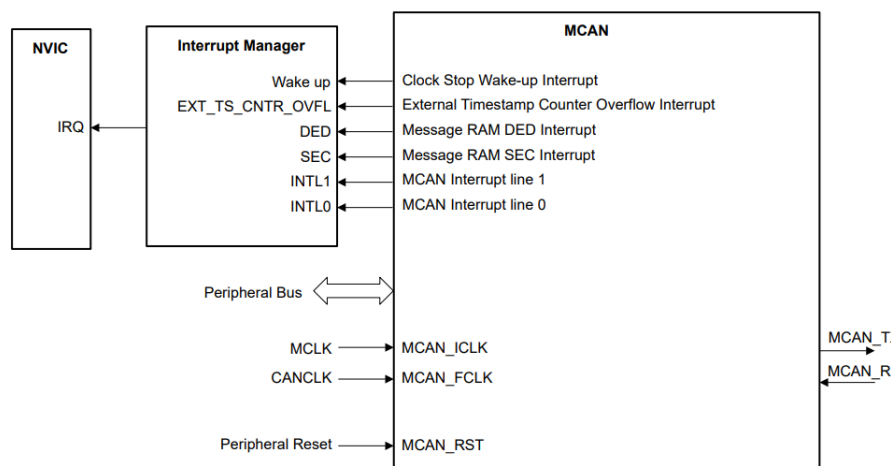 NVIC
Interrupt Manager
MCAN
Wake up
Clock Stop Wake-up Interrupt
EXT_TS_CNTR_OVFL
External Timestamp Counter Overflow Interrupt
IRQ
DED
Message RAM DED Interrupt
SEC
Message RAM SEC Interrupt
INTL1
MCAN Interrupt line 1
INTL0
MCAN Interrupt line 0
Peripheral Bus
MCLK
MCAN_ICLK
MCAN_T
CANCLK
MCAN_FCLK
MCAN_R
Peripheral Reset
MCAN_RST